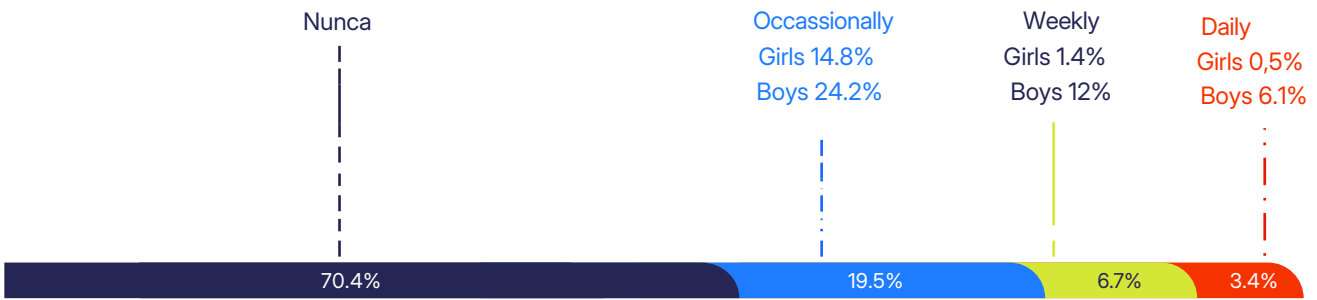 Nunca
Occassionally
Girls 14.8%
Boys 24.2%
Weekly
Girls 1.4%
Boys 12%
Daily
Girls 0,5%
Boys 6.1%
70.4%
19.5%
6.7%
3.4%